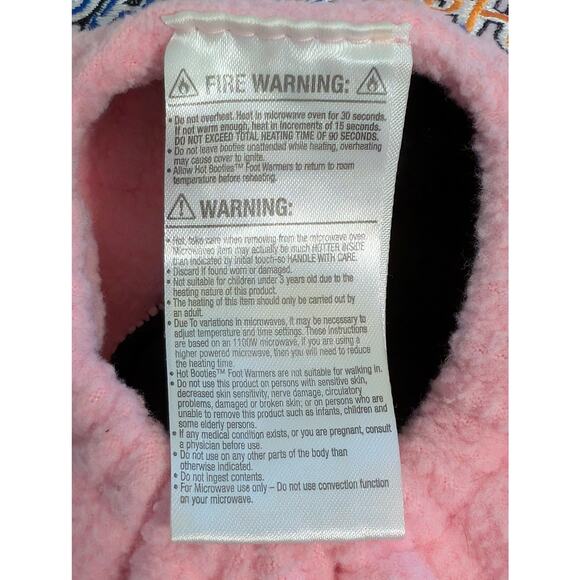 FIRE WARNING:
• Do not overheat. Heat in microwave oven for 30 seconds.
If not warm enough, heat in increments of 15 seconds.
DO NOT EXCEED TOTAL HEATING TIME OF 90 SECONDS.
• Do not leave booties unattended while heating, overheating
may cause cover to ignite.
• Allow Hot Booties™ Foot Warmers to return to room
temperature before reheating.
WARNING:
• Hot, take care when removing from the microwave oven.
Microwaved item may actually be much HOTTER INSIDE
than indicated by initial touch-so HANDLE WITH CARE.
• Discard if found worn or damaged.
• Not suitable for children under 3 years old due to the
heating nature of this product.
• The heating of this item should only be carried out by
an adult.
• Due To variations in microwaves, it may be necessary to
adjust temperature and time settings. These instructions
are based on an 1100W microwave. If you are using a
higher powered microwave, then you will need to reduce
the heating time.
• Hot Booties™ Foot Warmers are not suitable for walking in.
• Do not use this product on persons with sensitive skin,
decreased skin sensitivity, nerve damage, circulatory
problems, damaged or broken skin; or on persons who are
unable to remove this product such as infants, children and
some elderly persons.
• If any medical condition exists, or you are pregnant, consult
a physician before use.
• Do not use on any other parts of the body than
otherwise indicated.
• Do not ingest contents.
• For Microwave use only – Do not use convection function
on your microwave.